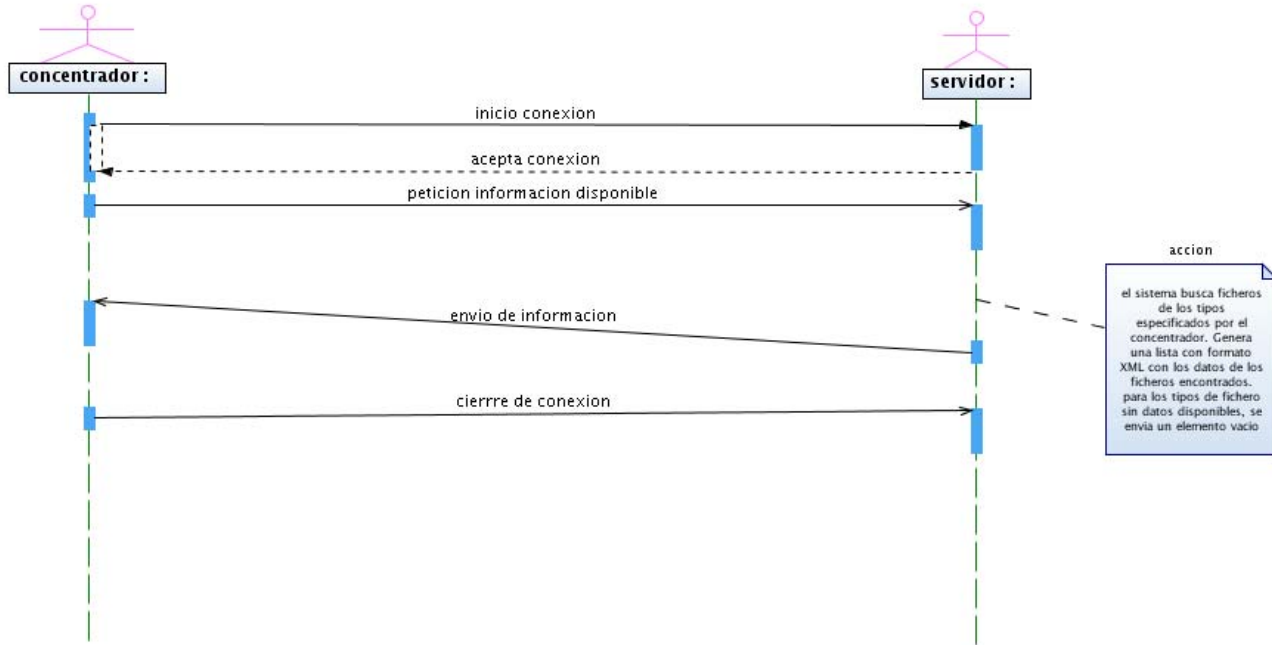 concentrador :
servidor :
inicio conexion
acepta conexion
peticion informacion disponible
envio de informacion
cierrre de conexion
accion
el sistema busca ficheros
de los tipos
especificados por el
concentrador. Genera
una lista con formato
XML con los datos de los
ficheros encontrados.
para los tipos de fichero
sin datos disponibles, se
envia un elemento vacio